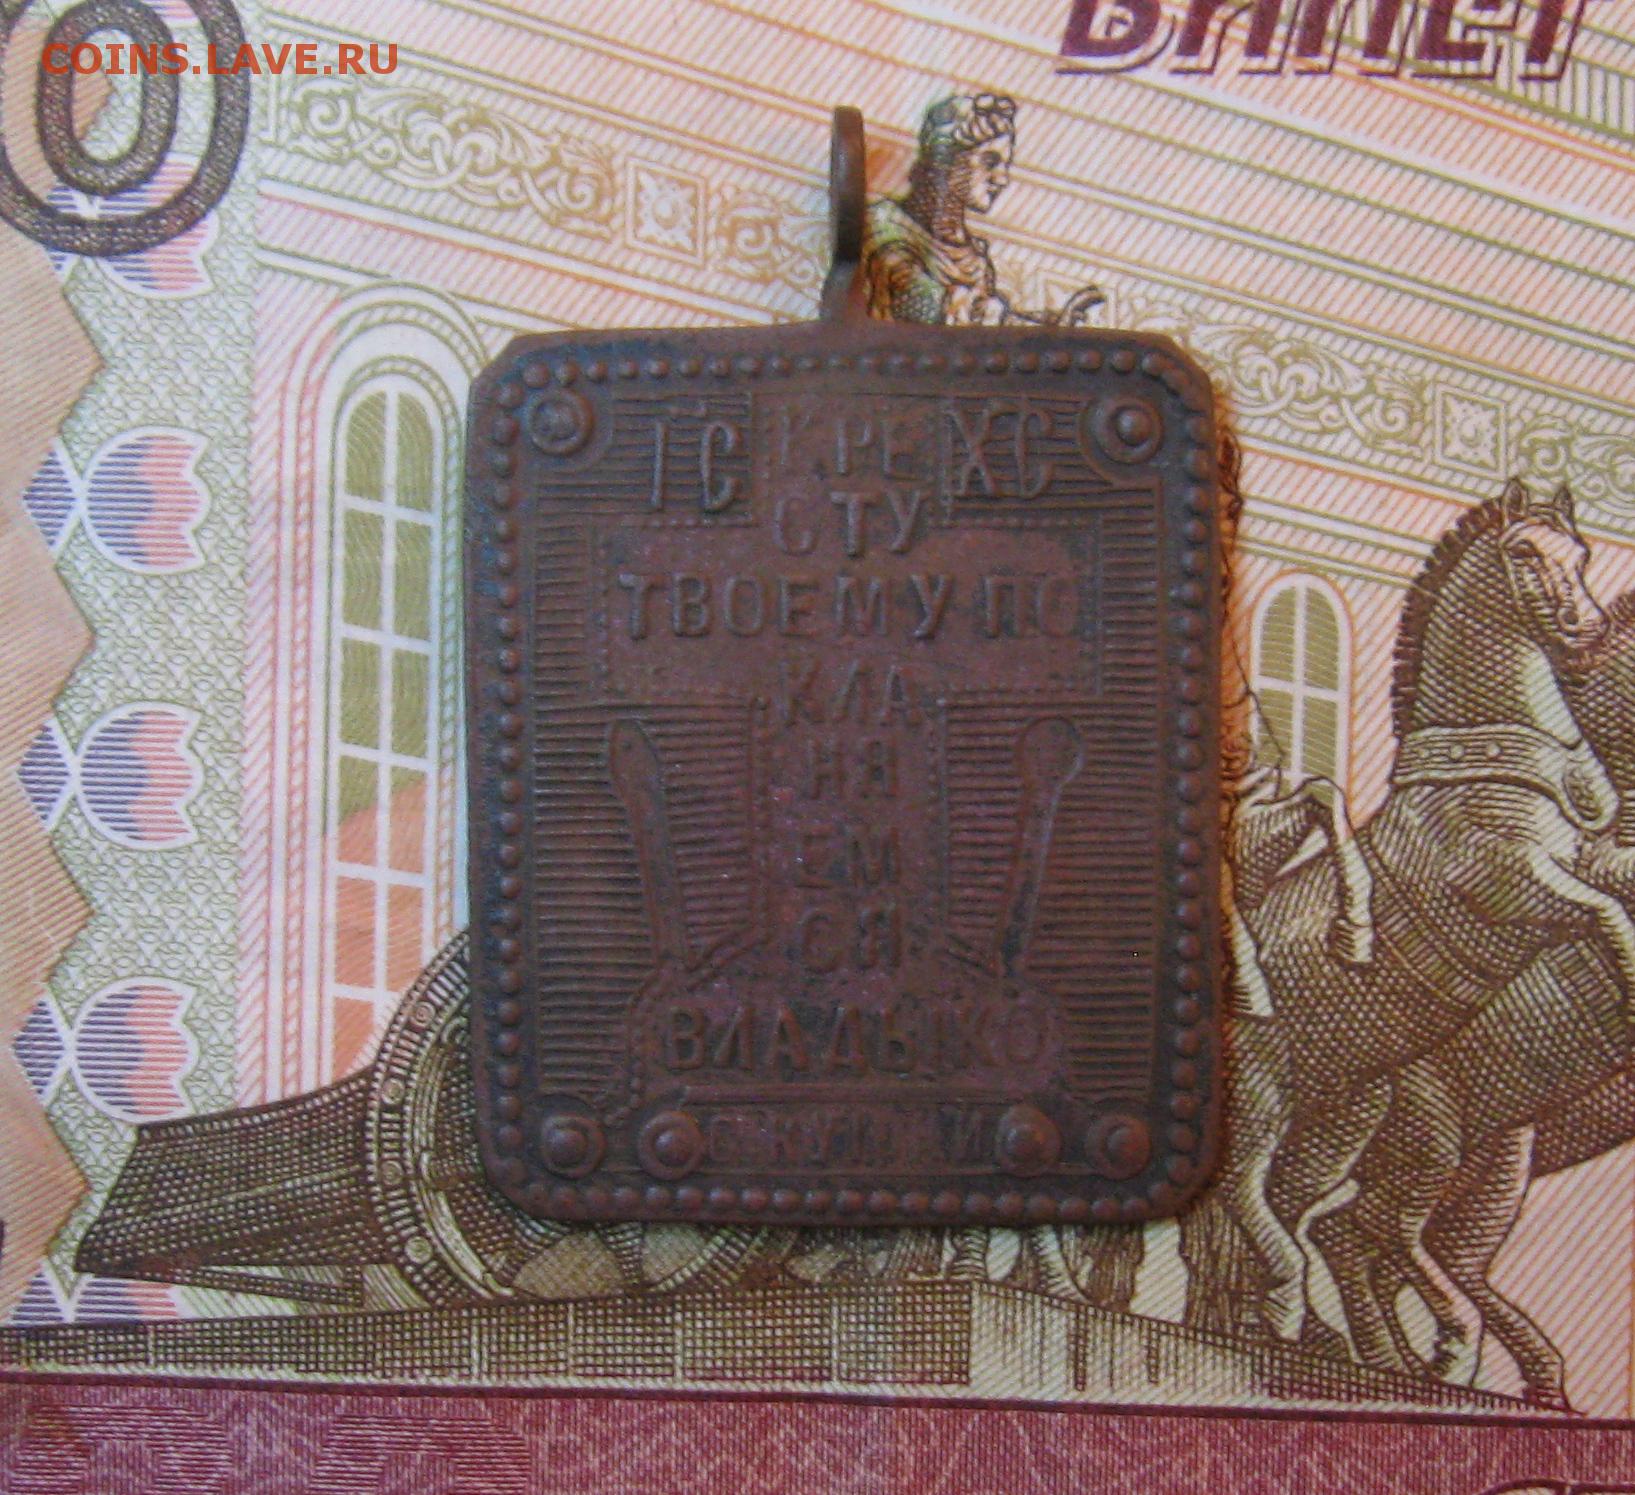 COINS.LAVE.RU
БИЛЕТ
ІС КРЕ ХС
СТУ
ТВОЕМУ ПО
КЛА
НЯ
ЕМ
СЯ
ВЛАДЫКО